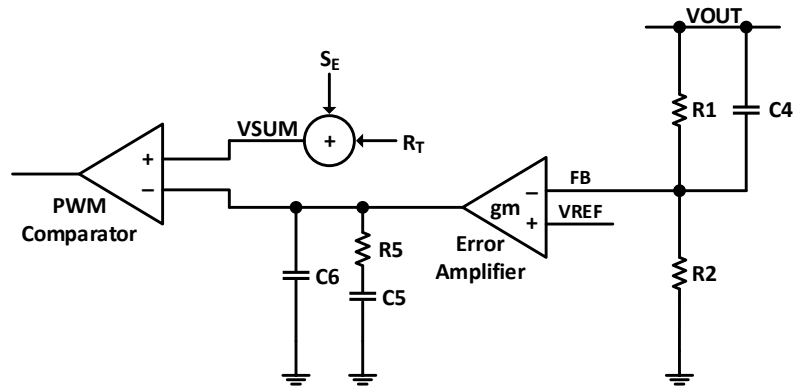 VOUT
S_E
R1
C4
VSUM
+
R_T
+
−
FB
−
gm
+
VREF
PWM
Comparator
Error
Amplifier
R5
C6
C5
R2